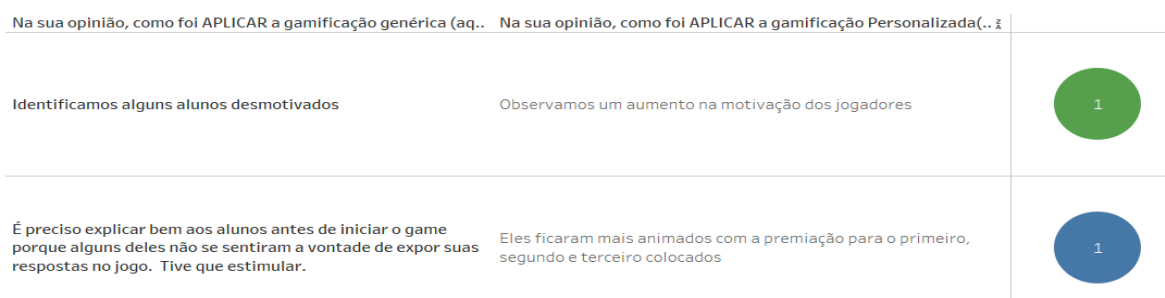 Na sua opinião, como foi APLICAR a gamificação genérica (aq.. Na sua opinião, como foi APLICAR a gamificação Personalizada(..
Identificamos alguns alunos desmotivados
Observamos um aumento na motivação dos jogadores
1
É preciso explicar bem aos alunos antes de iniciar o game
porque alguns deles não se sentiram a vontade de expor suas
respostas no jogo. Tive que estimular.
Eles ficaram mais animados com a premiação para o primeiro,
segundo e terceiro colocados
1